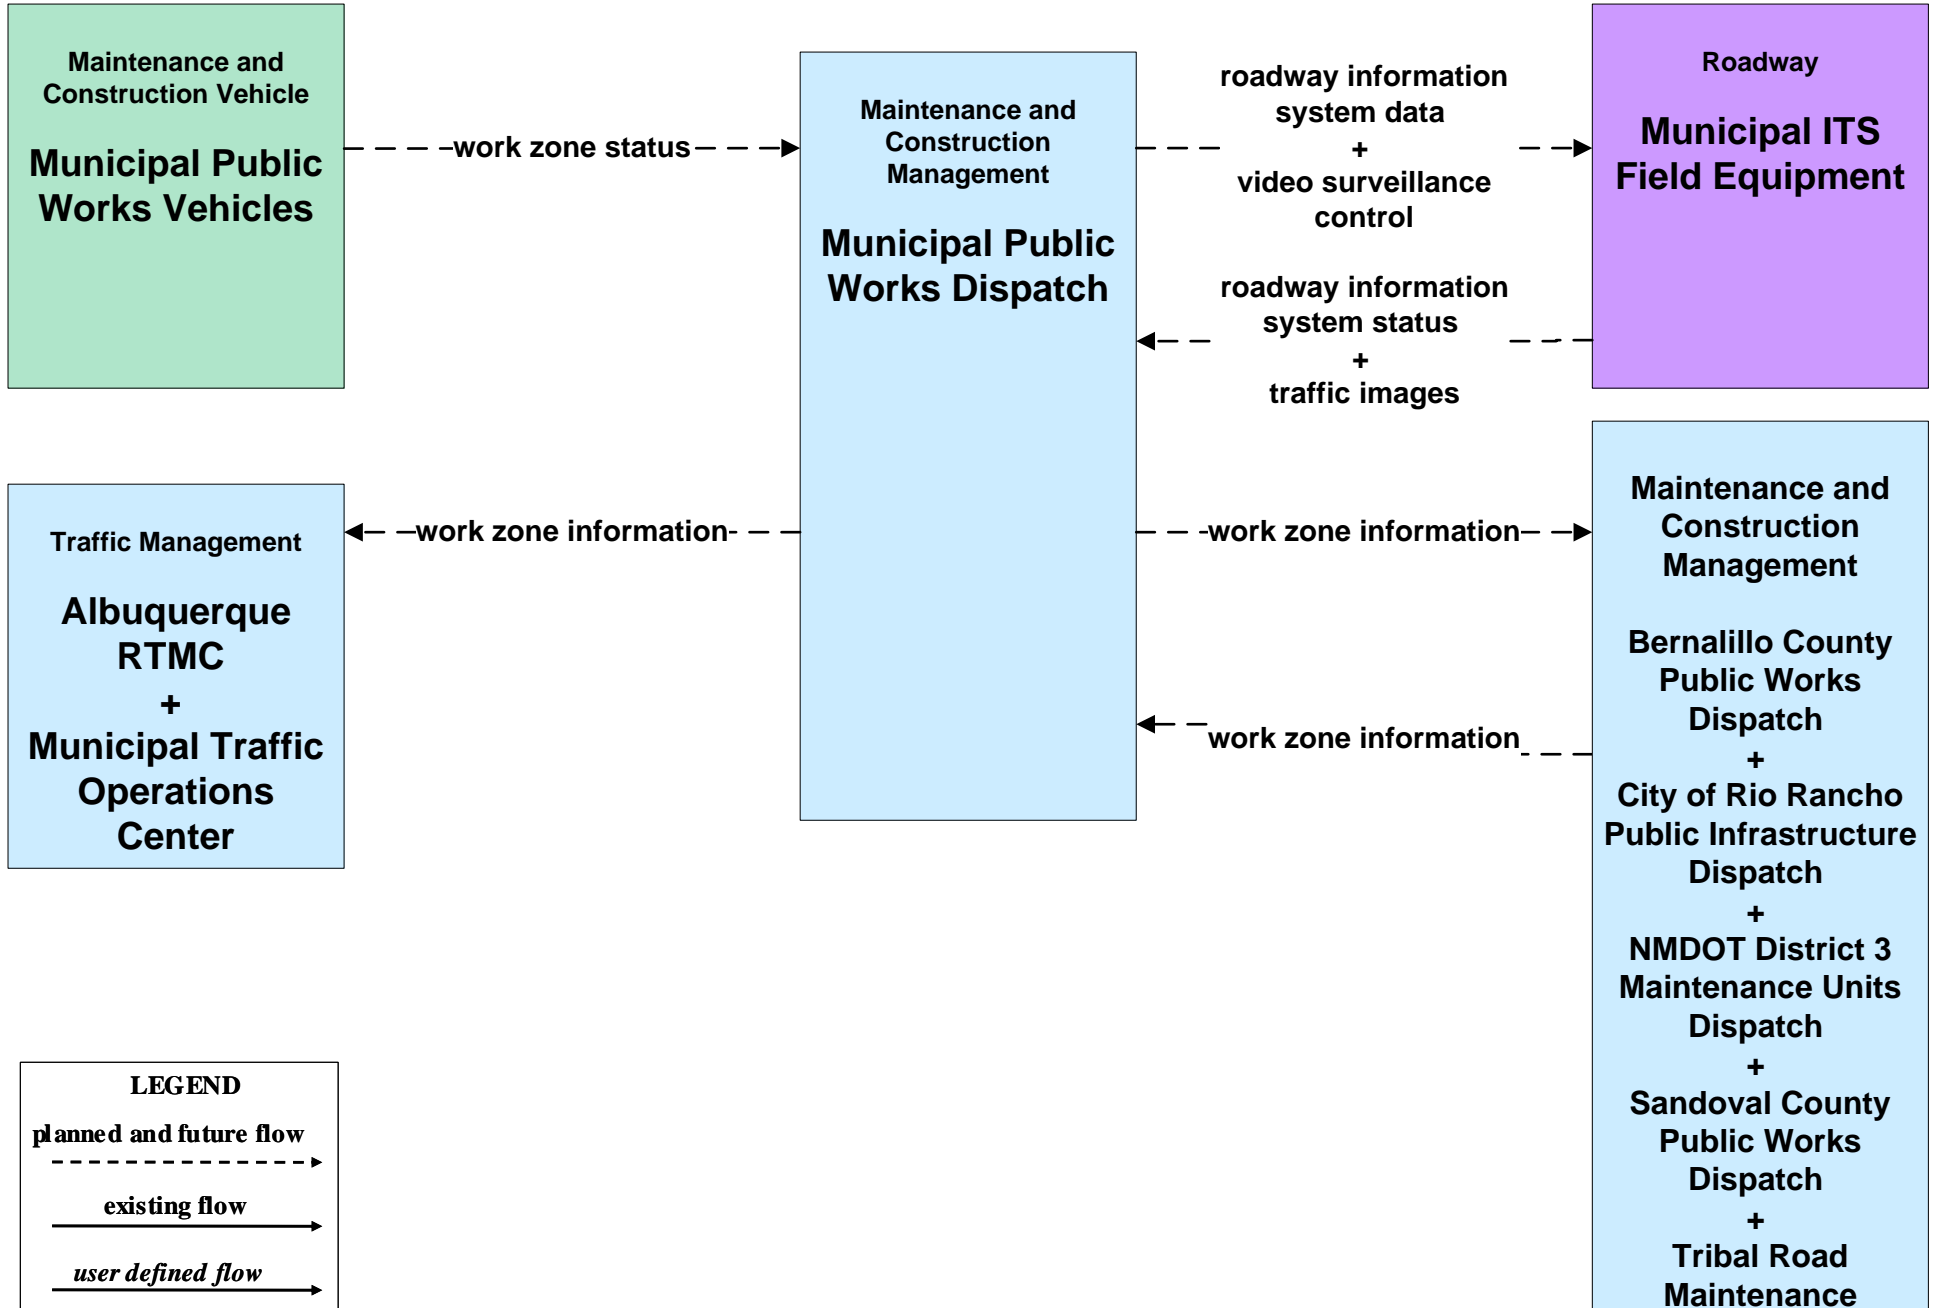 Maintenance and
Construction Vehicle
Municipal Public
Works Vehicles
work zone status
Maintenance and
Construction
Management
Municipal Public
Works Dispatch
roadway information
system data
+
video surveillance
control
Roadway
Municipal ITS
Field Equipment
roadway information
system status
+
traffic images
Traffic Management
Albuquerque
RTMC
+
Municipal Traffic
Operations
Center
work zone information
work zone information
work zone information
Maintenance and
Construction
Management
Bernalillo County
Public Works
Dispatch
+
City of Rio Rancho
Public Infrastructure
Dispatch
+
NMDOT District 3
Maintenance Units
Dispatch
+
Sandoval County
Public Works
Dispatch
+
Tribal Road
Maintenance
LEGEND
planned and future flow
existing flow
user defined flow